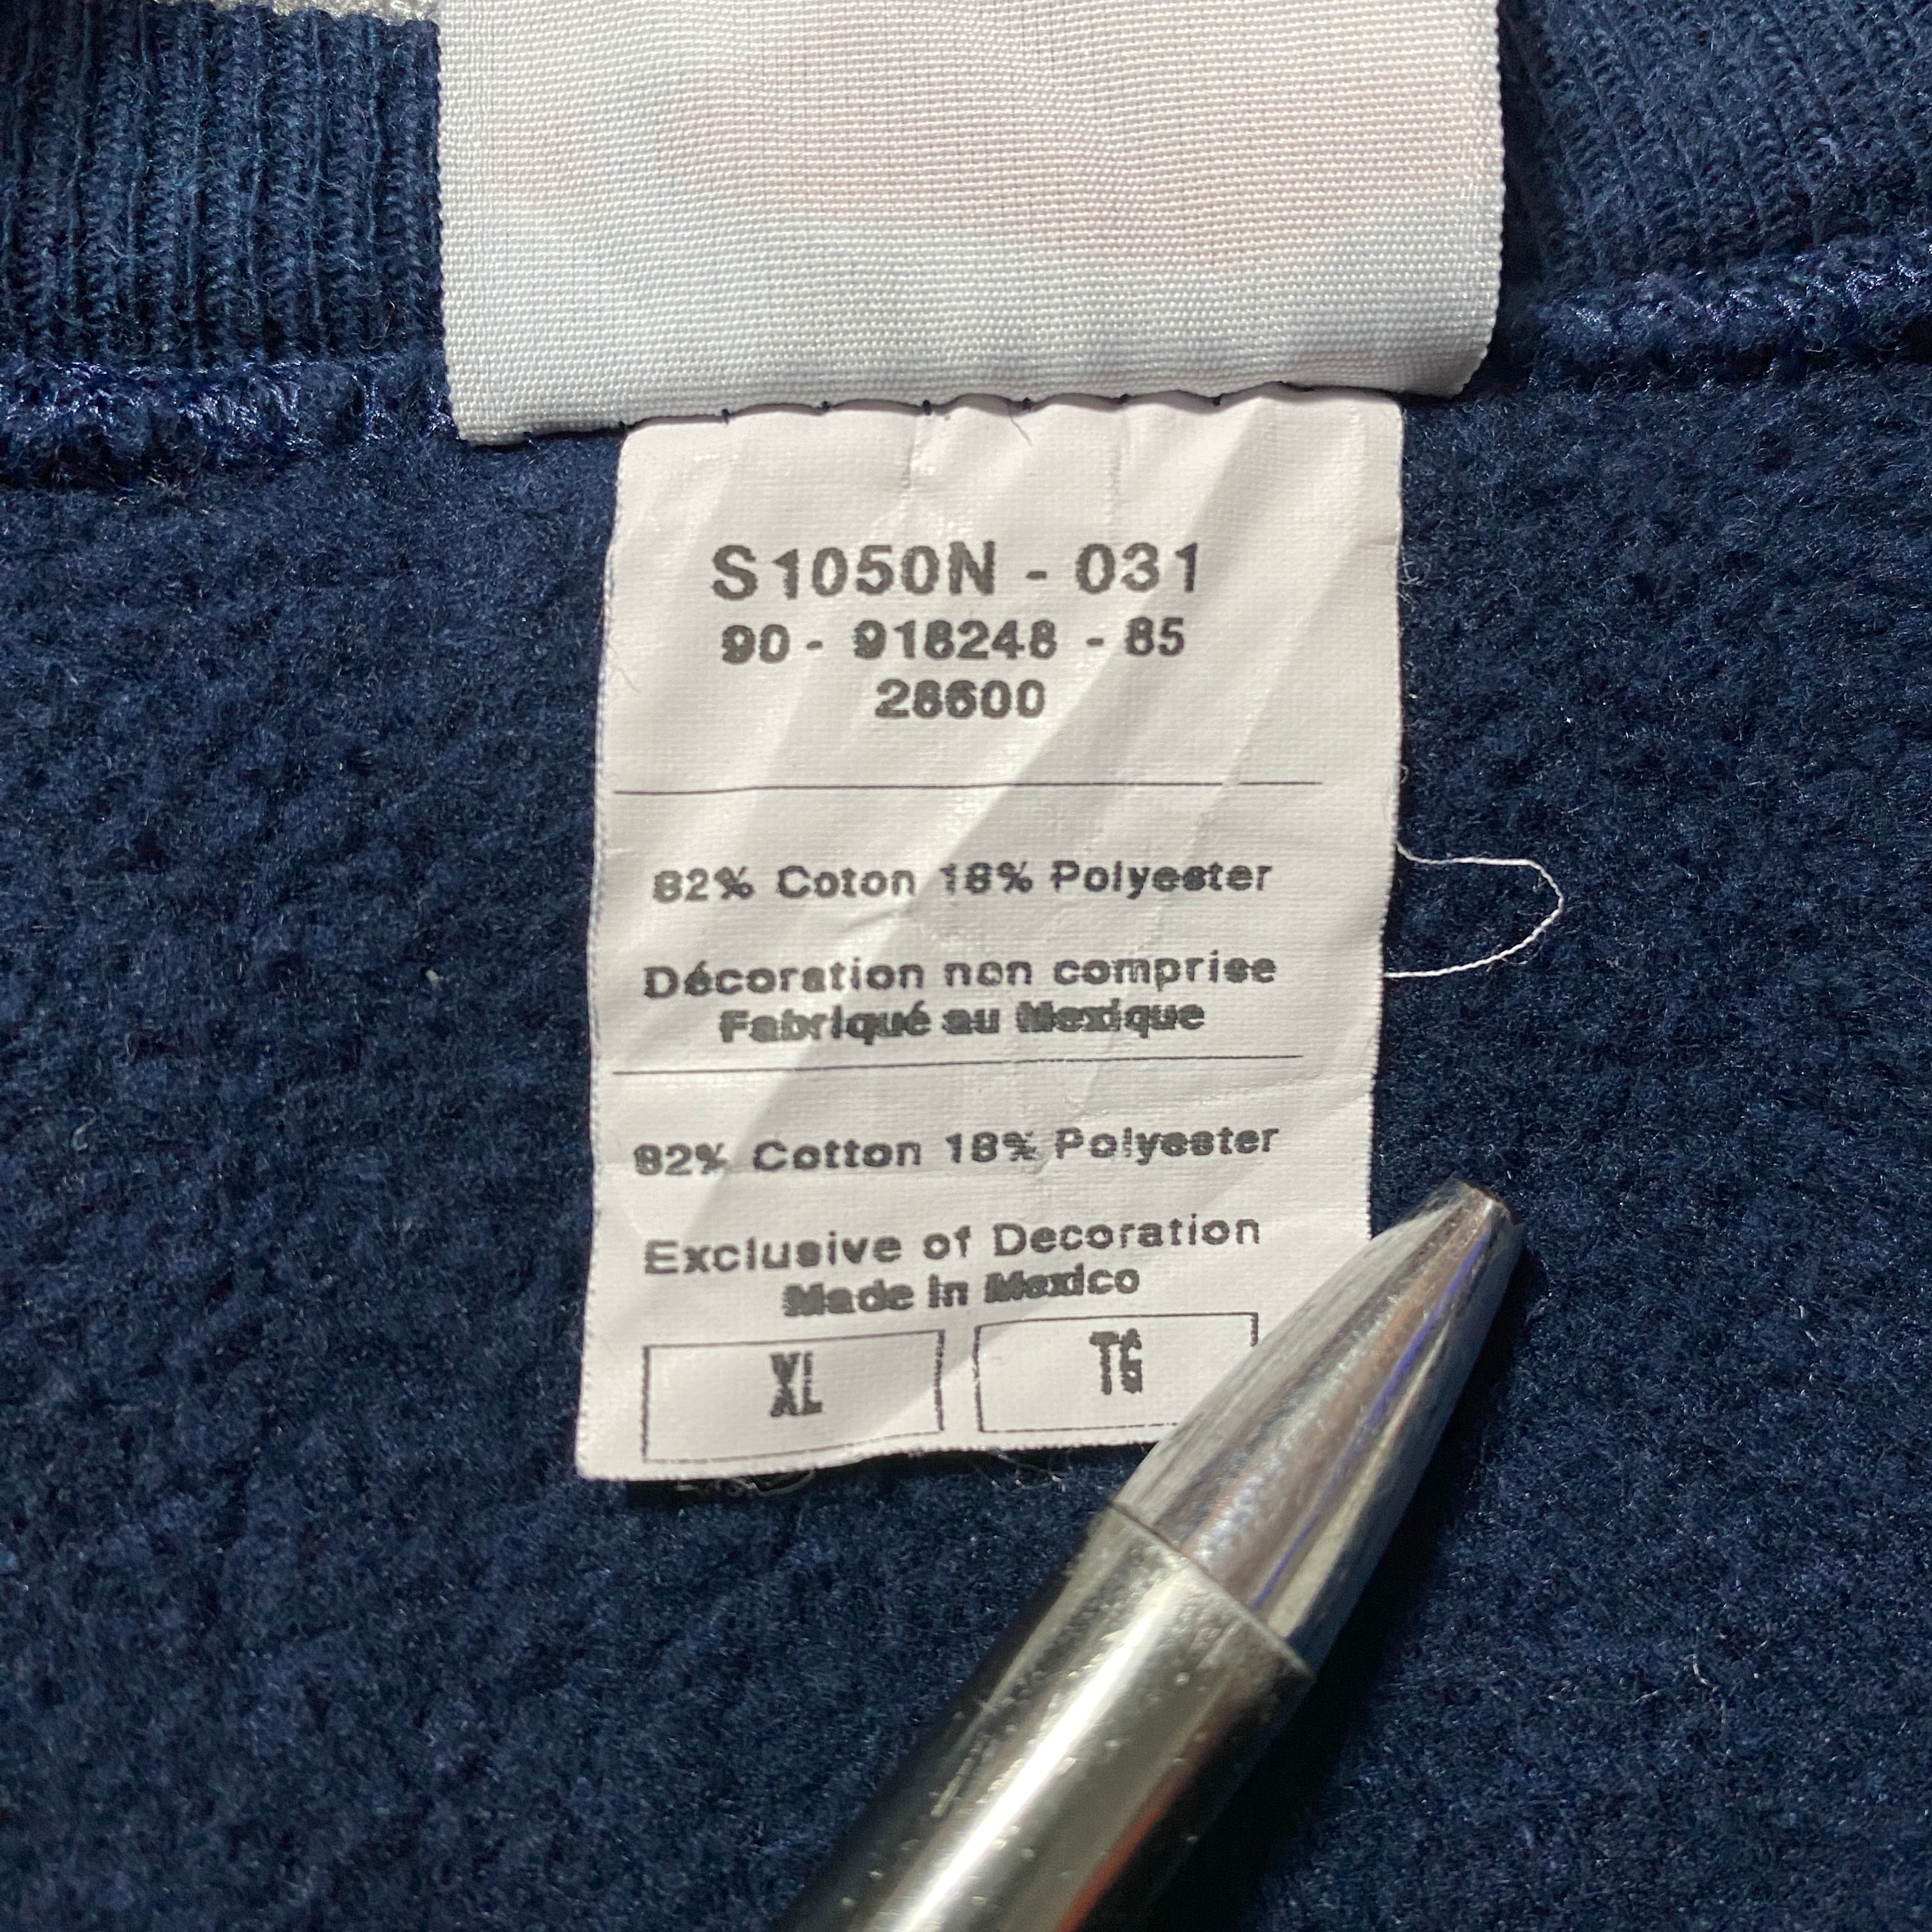 S1050N - 031
90 - 918248 - 85
28600
82% Coton 18% Polyester
Décoration non comprise
Fabriqué au Mexique
82% Cotton 18% Polyester
Exclusive of Decoration
Made in Mexico
XL TG